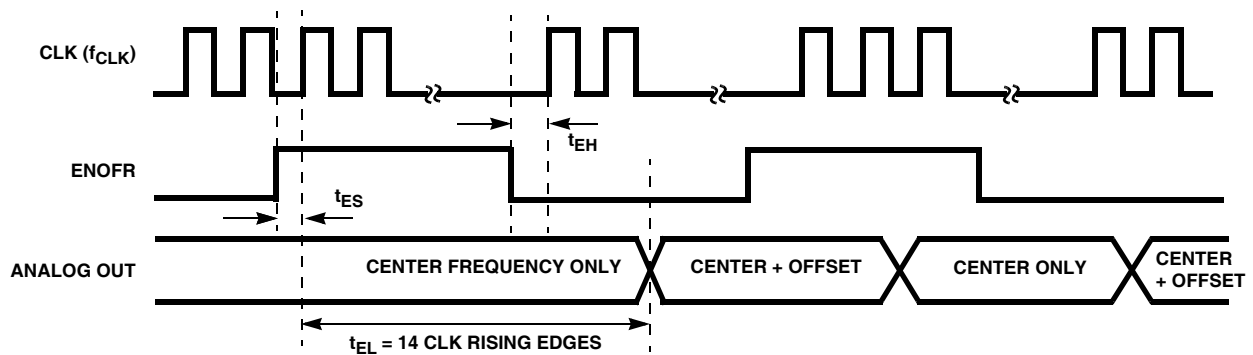 CLK (fCLK)
tEH
ENOFR
tES
ANALOG OUT
CENTER FREQUENCY ONLY
CENTER + OFFSET
CENTER ONLY
CENTER
+ OFFSET
tEL = 14 CLK RISING EDGES